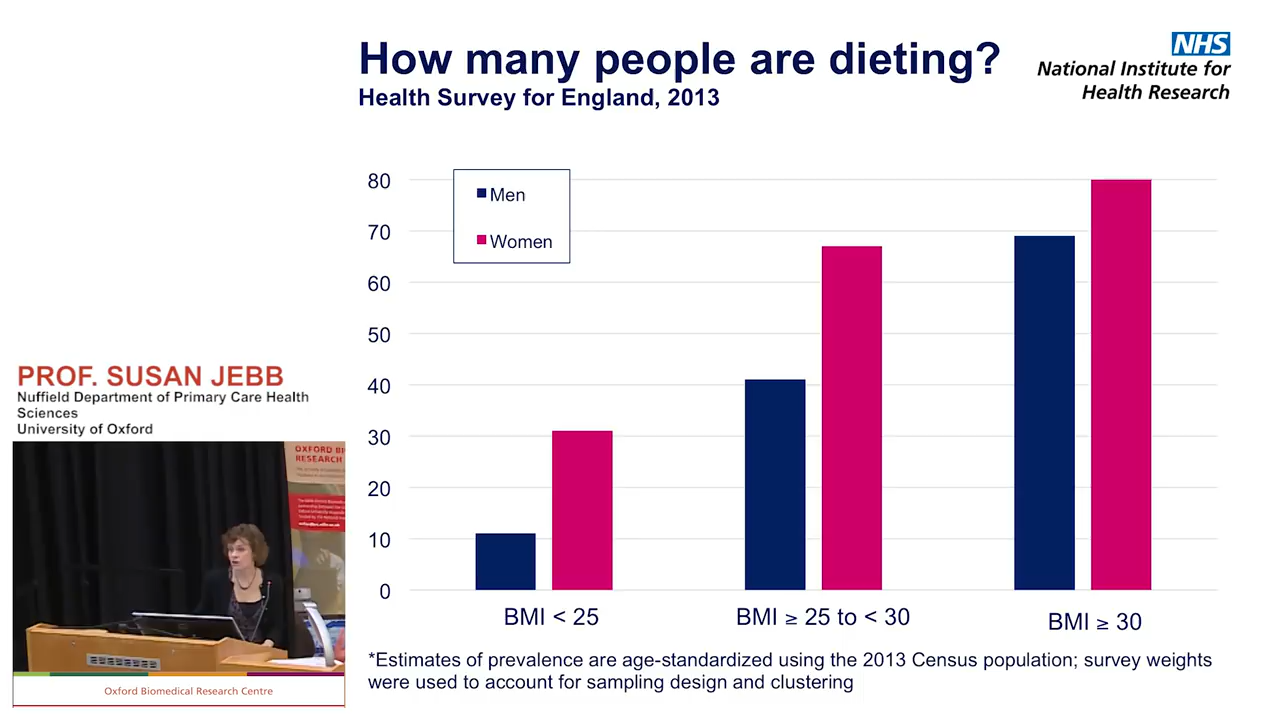 How many people are dieting?
Health Survey for England, 2013
NHS
National Institute for
Health Research
80
70
60
50
40
30
20
10
0
Men
Women
BMI < 25
BMI ≥ 25 to < 30
BMI ≥ 30
*Estimates of prevalence are age-standardized using the 2013 Census population; survey weights
were used to account for sampling design and clustering
PROF. SUSAN JEBB
Nuffield Department of Primary Care Health
Sciences
University of Oxford
OXFORD BI
RESEARCH
Oxford Biomedical Research Centre